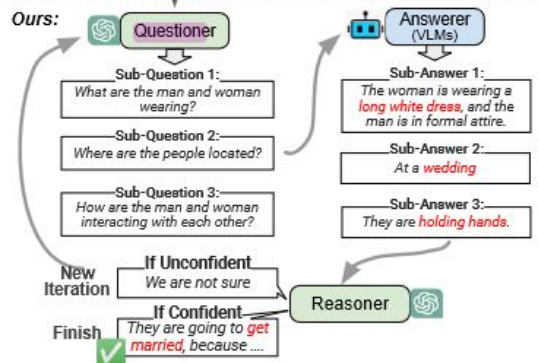 Ours:
Questioner
Answerer
(VLMs)
Sub-Question 1:
What are the man and woman
wearing?
Sub-Question 2:
Where are the people located?
Sub-Question 3:
How are the man and woman
interacting with each other?
Sub-Answer 1:
The woman is wearing a
long white dress, and the
man is in formal attire.
Sub-Answer 2:
At a wedding
Sub-Answer 3:
They are holding hands.
New
Iteration
If Unconfident
We are not sure
Reasoner
Finish
If Confident
They are going to get
married, because ....